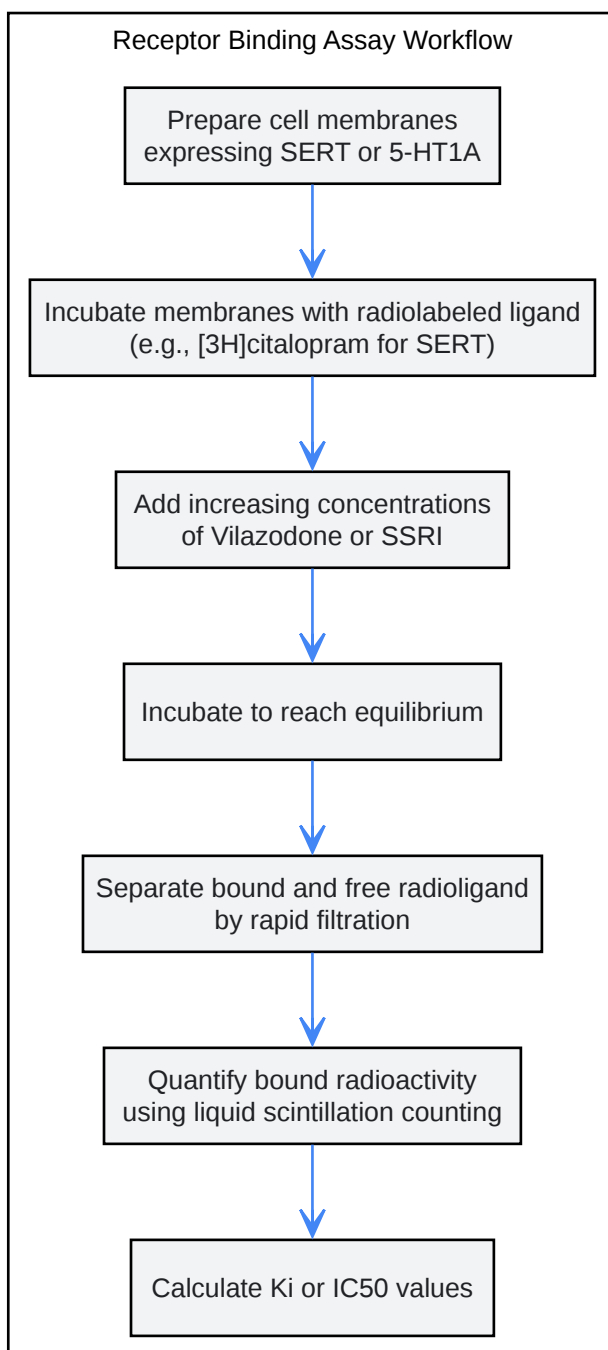 Receptor Binding Assay Workflow
Prepare cell membranes
expressing SERT or 5-HT1A
Incubate membranes with radiolabeled ligand
(e.g., [3H]citalopram for SERT)
Add increasing concentrations
of Vilazodone or SSRI
Incubate to reach equilibrium
Separate bound and free radioligand
by rapid filtration
Quantify bound radioactivity
using liquid scintillation counting
Calculate Ki or IC50 values